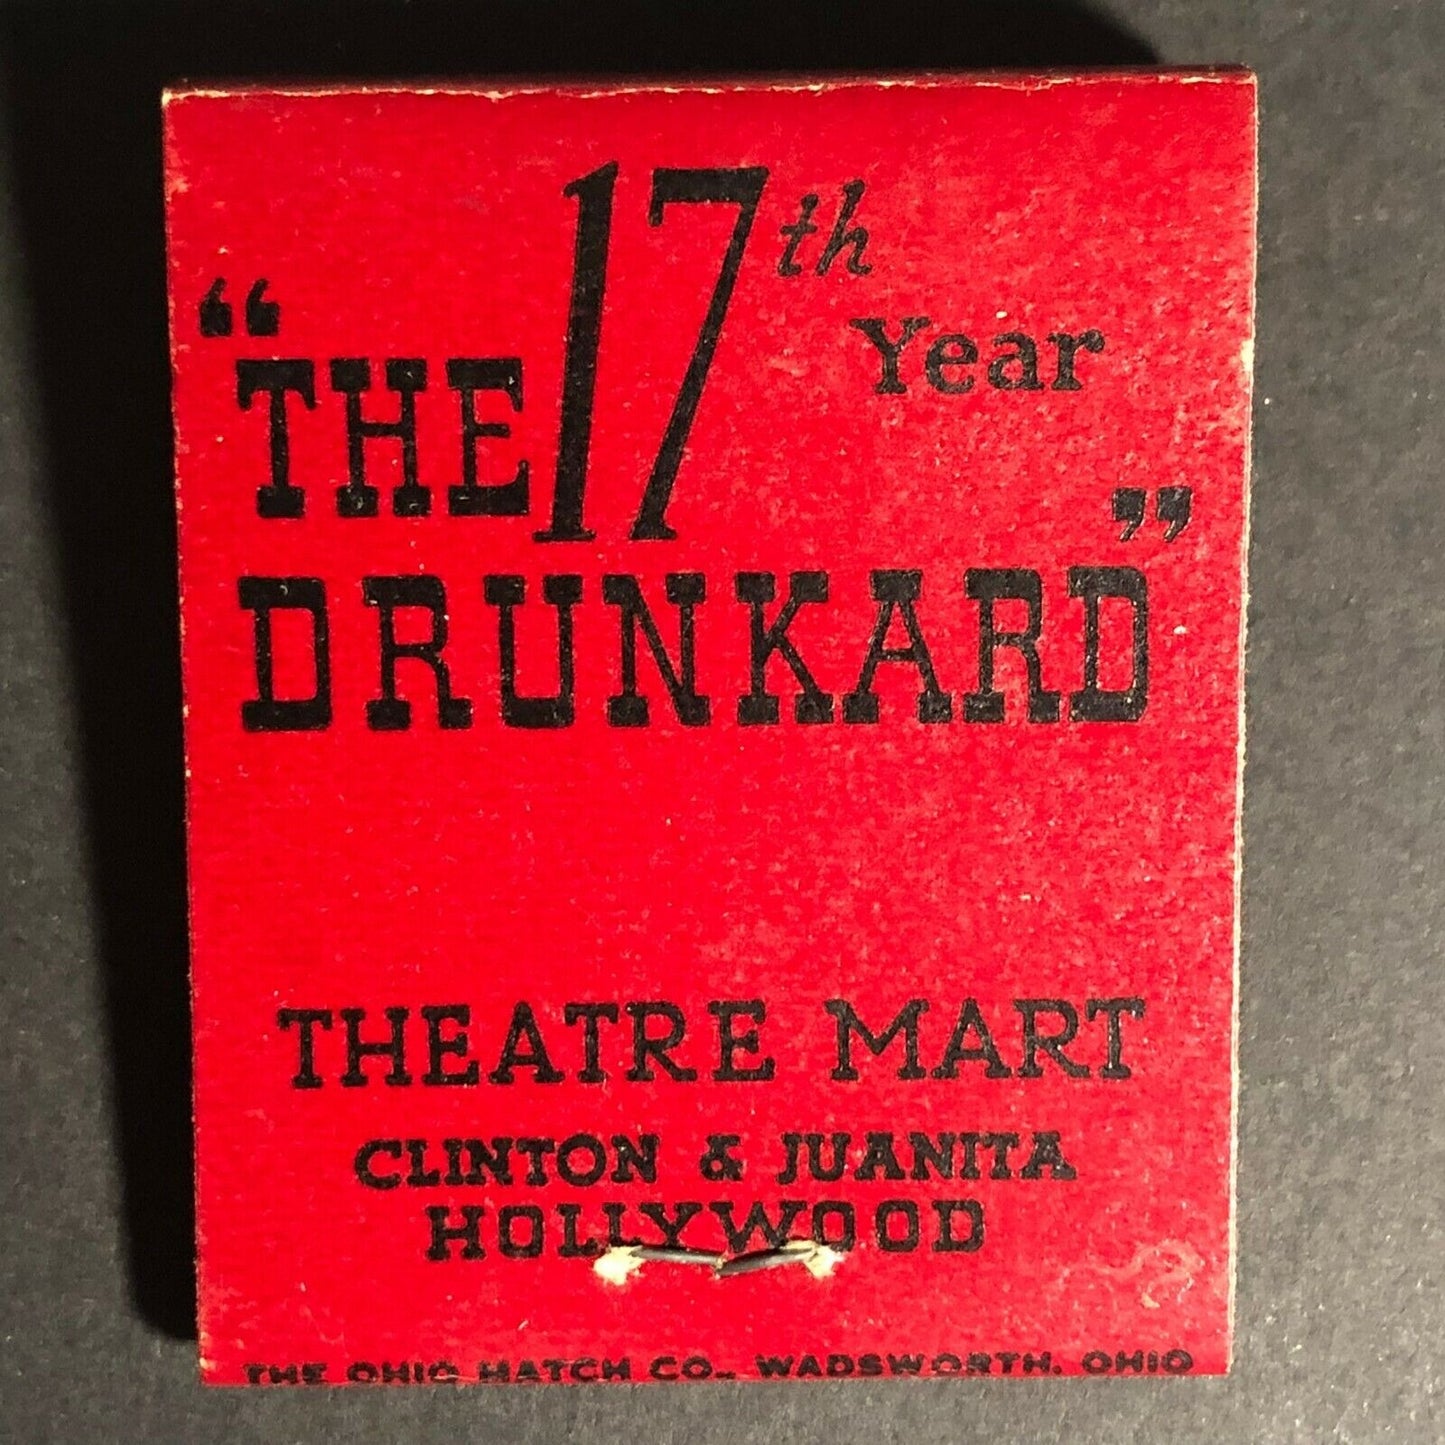 17th
Year
"THE
DRUNKARD"
THEATRE MART
CLINTON & JUANITA
HOLLYWOOD
THE OHIO MATCH CO., WADSWORTH, OHIO